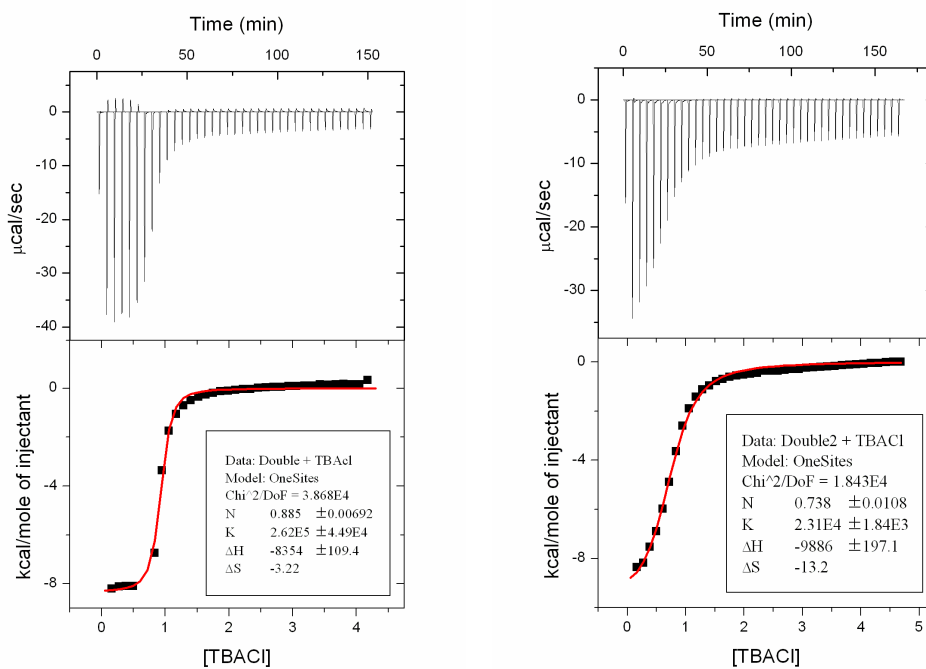 Time (min)
0 50 100 150
0
-10
-20
-30
-40
μcal/sec
0
-4
-8
kcal/mole of injectant
Data: Double + TBAcl
Model: OneSites
Chi^2/DoF = 3.868E4
N 0.885 ±0.00692
K 2.62E5 ±4.49E4
ΔH -8354 ±109.4
ΔS -3.22
0 1 2 3 4
[TBACl]
Time (min)
0 50 100 150
0
-10
-20
-30
μcal/sec
0
-4
-8
kcal/mole of injectant
Data: Double2 + TBACl
Model: OneSites
Chi^2/DoF = 1.843E4
N 0.738 ±0.0108
K 2.31E4 ±1.84E3
ΔH -9886 ±197.1
ΔS -13.2
0 1 2 3 4 5
[TBACl]